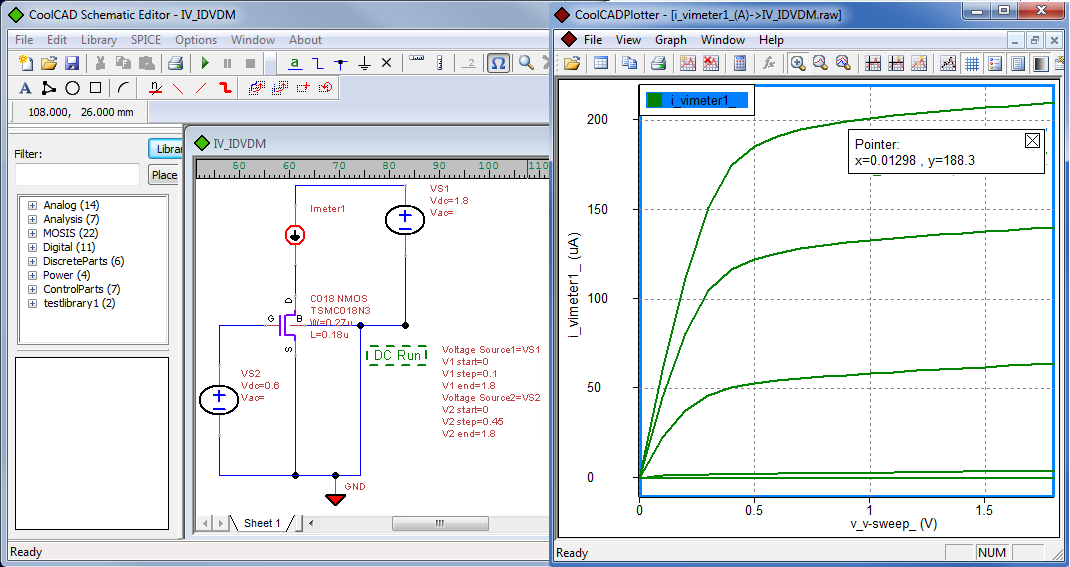 CoolCAD Schematic Editor - IV_IDVDM
File Edit Library SPICE Options Window About
108.000, 26.000 mm
Filter:
Librar
Place
Analog (14)
Analysis (7)
MOSIS (22)
Digital (11)
DiscreteParts (6)
Power (4)
ControlParts (7)
testlibrary1 (2)
Ready
IV_IDVDM
50 60 70 80 90 100 110
VS1
Vdc=1.8
Vac=
Imeter1
D
G
B
S
C018 NMOS
TSMC018N3
W=0.27u
L=0.18u
DC Run
VS2
Vdc=0.6
Vac=
Voltage Source1=VS1
V1 start=0
V1 step=0.1
V1 end=1.8
Voltage Source2=VS2
V2 start=0
V2 step=0.45
V2 end=1.8
GND
Sheet 1
CoolCADPlotter - [i_vimeter1_(A)->IV_IDVDM.raw]
File View Graph Window Help
i_vimeter1_
Pointer:
x=0.01298 , y=188.3
200
150
100
50
0
i_vimeter1_ (uA)
0 0.5 1 1.5
v_v-sweep_ (V)
Ready
NUM